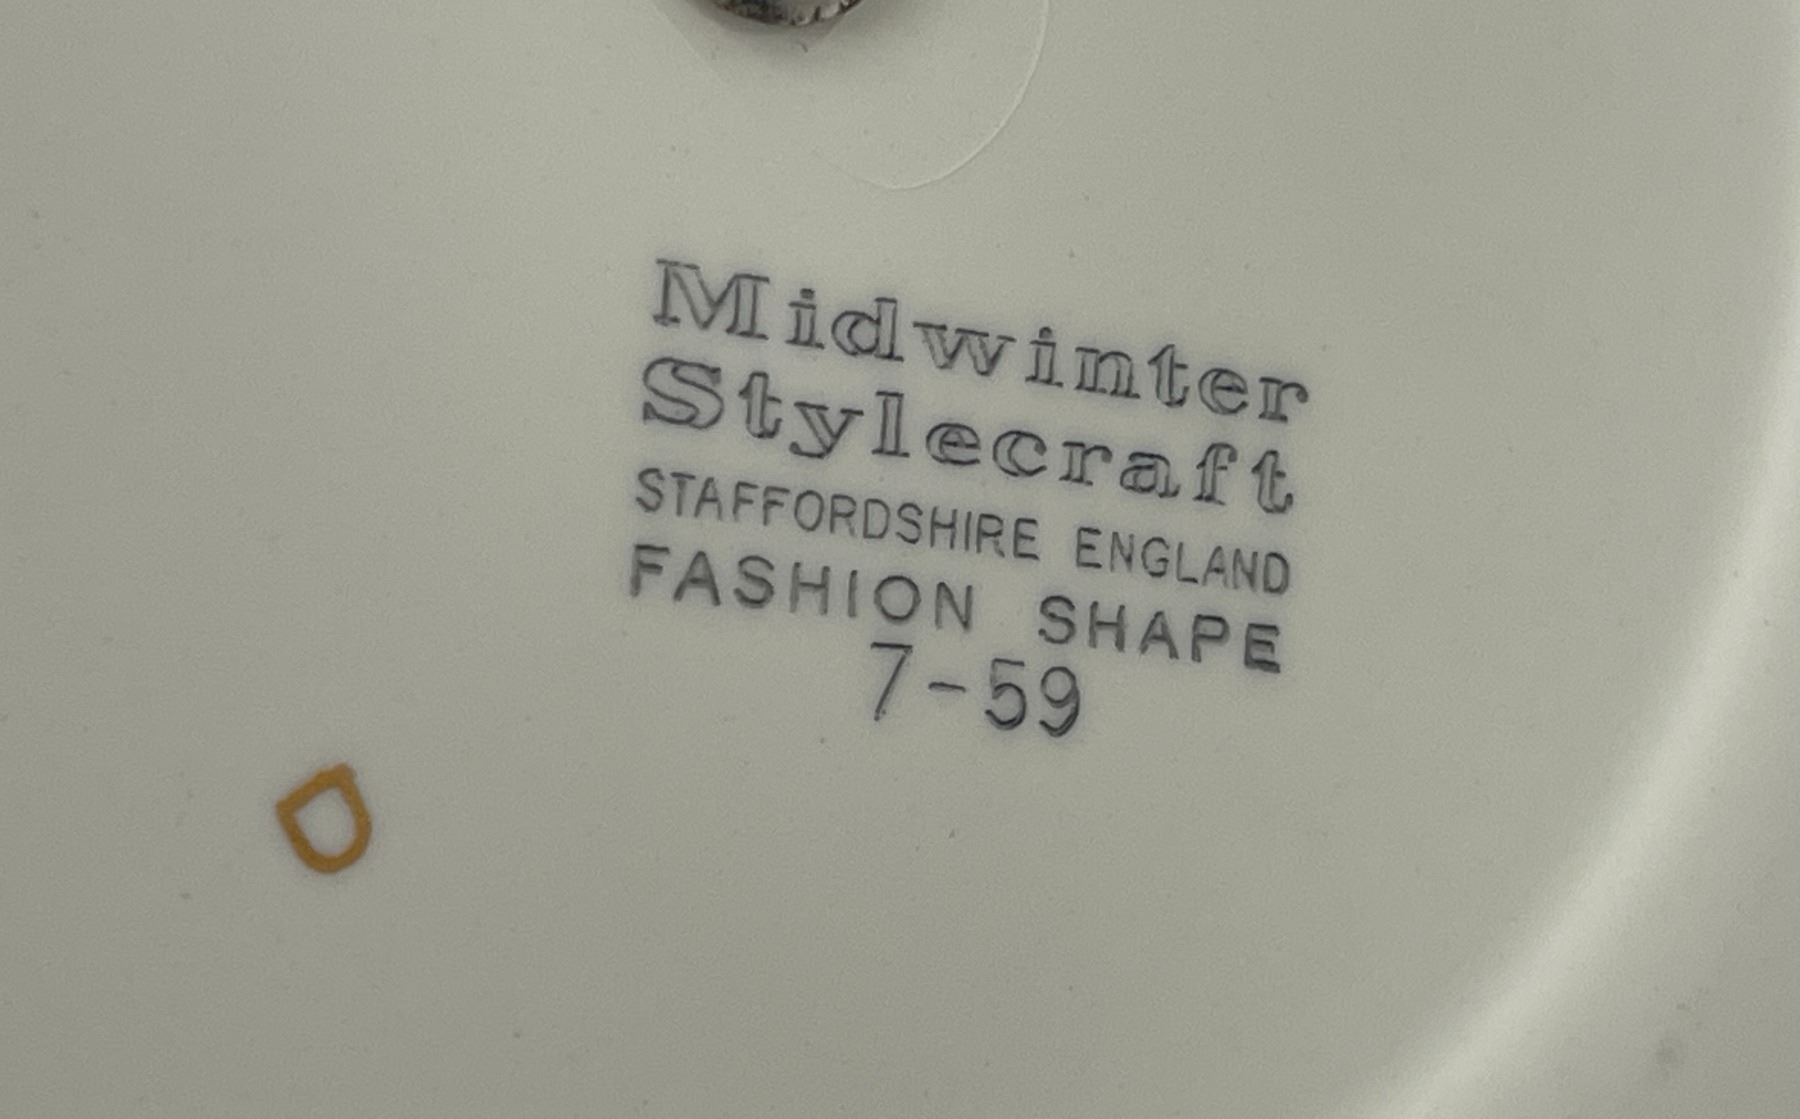 Midwinter
Stylecraft
STAFFORDSHIRE ENGLAND
FASHION SHAPE
7-59
D